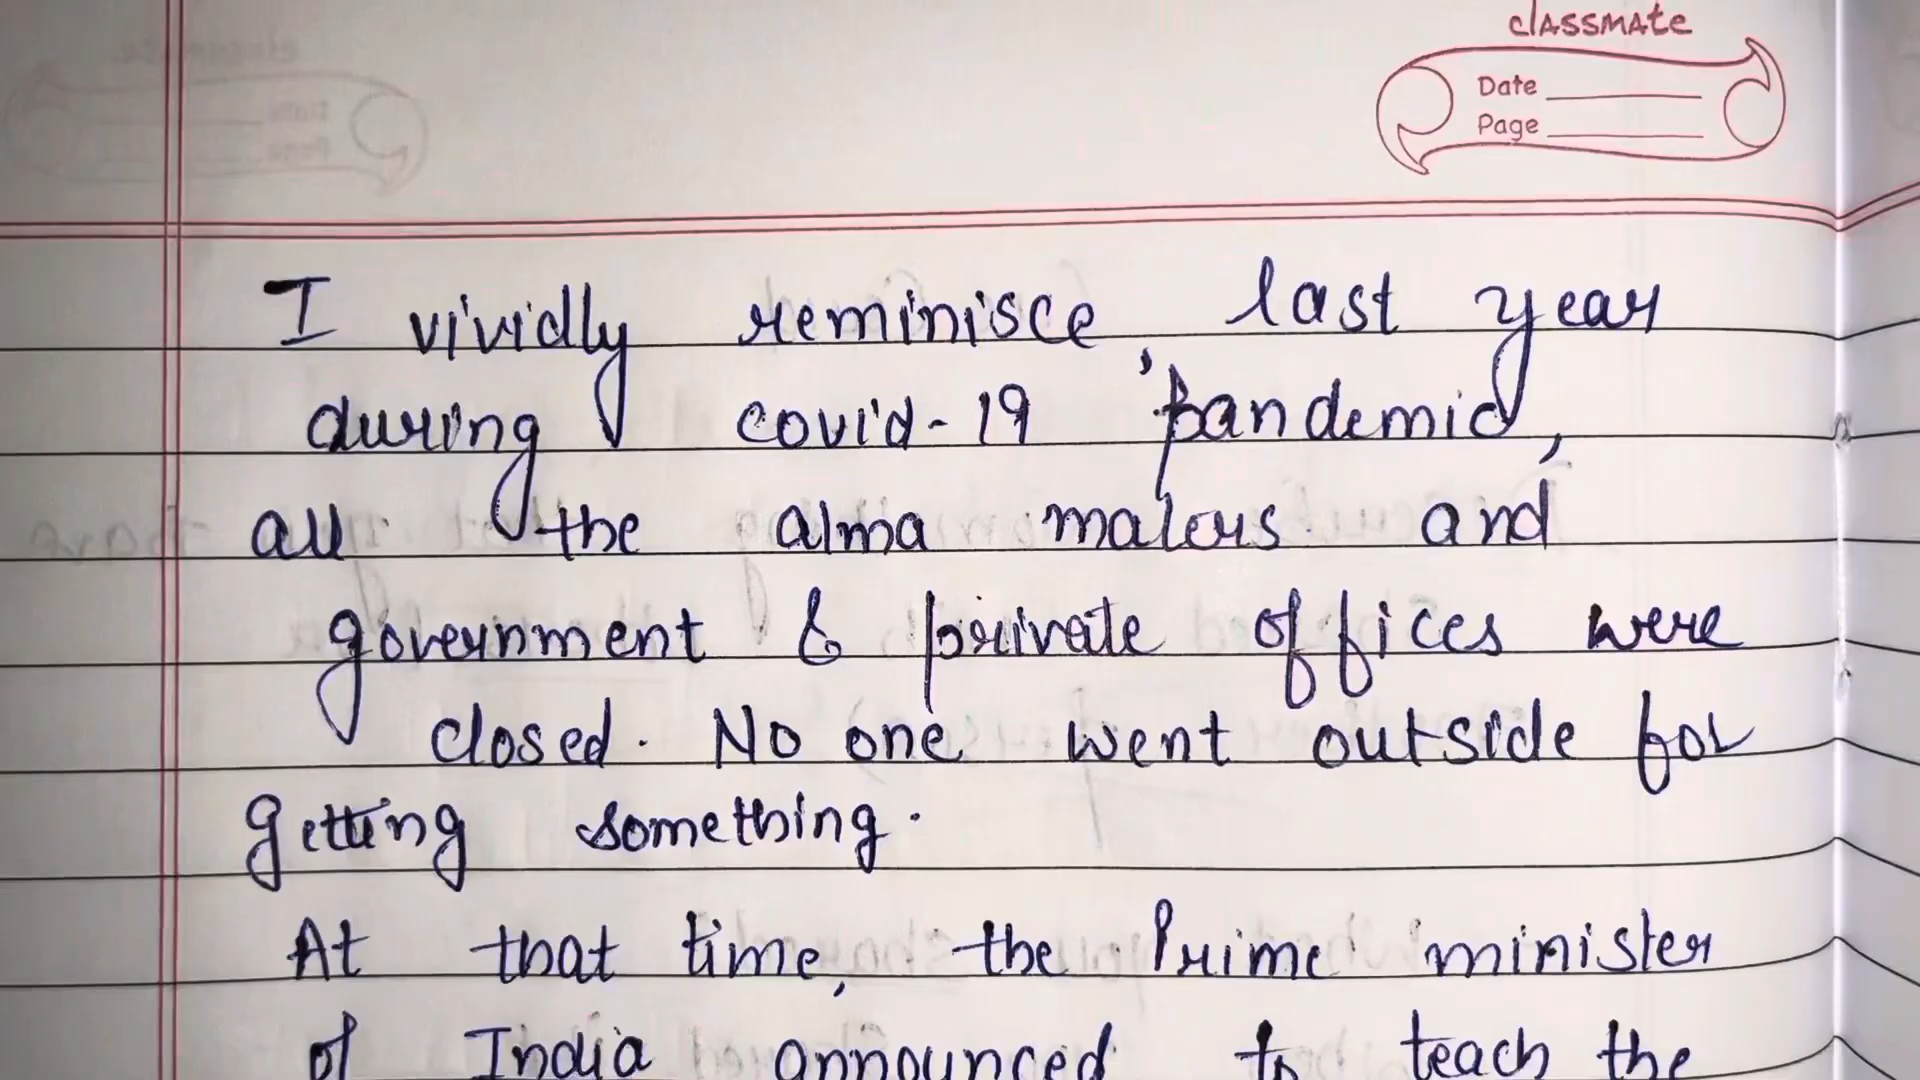 classmate
Date
Page
I vividly reminisce, last year
during covid-19 pandemic,
all the alma maters and
government & private offices were
closed. No one went outside for
getting something.
At that time, the Prime minister
of India announced to teach the